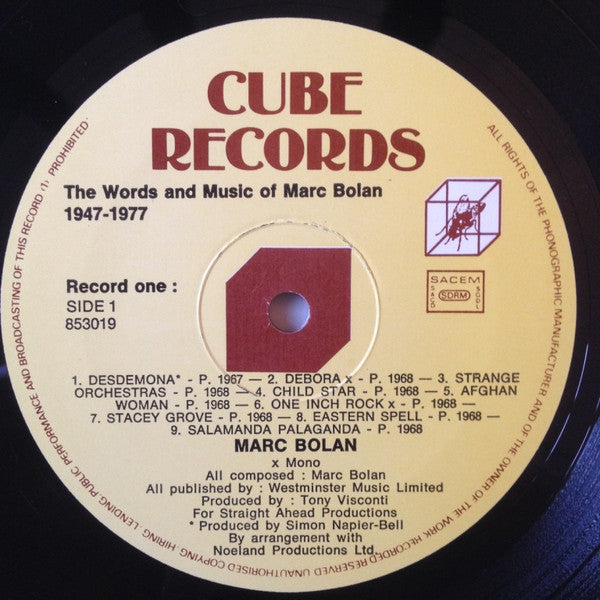 CUBE
RECORDS
The Words and Music of Marc Bolan
1947-1977
Record one :
SIDE 1
853019
SACEM
SACD
SDRM
SGDL
1. DESDEMONA* - P. 1967 — 2. DEBORA x - P. 1968 — 3. STRANGE
ORCHESTRAS - P. 1968 — 4. CHILD STAR - P. 1968 — 5. AFGHAN
WOMAN - P. 1968 — 6. ONE INCH ROCK x - P. 1968 —
7. STACEY GROVE - P. 1968 — 8. EASTERN SPELL - P. 1968 —
9. SALAMANDA PALAGANDA - P. 1968
MARC BOLAN
x Mono
All composed : Marc Bolan
All published by : Westminster Music Limited
Produced by : Tony Visconti
For Straight Ahead Productions
* Produced by Simon Napier-Bell
By arrangement with
Noeland Productions Ltd.
ALL RIGHTS OF THE PHONOGRAPHIC MANUFACTURER AND OF THE OWNER OF THE WORK RECORDED RESERVED UNAUTHORISED COPYING HIRING, LENDING PUBLIC PERFORMANCE AND BROADCASTING OF THIS RECORD (1) PROHIBITED